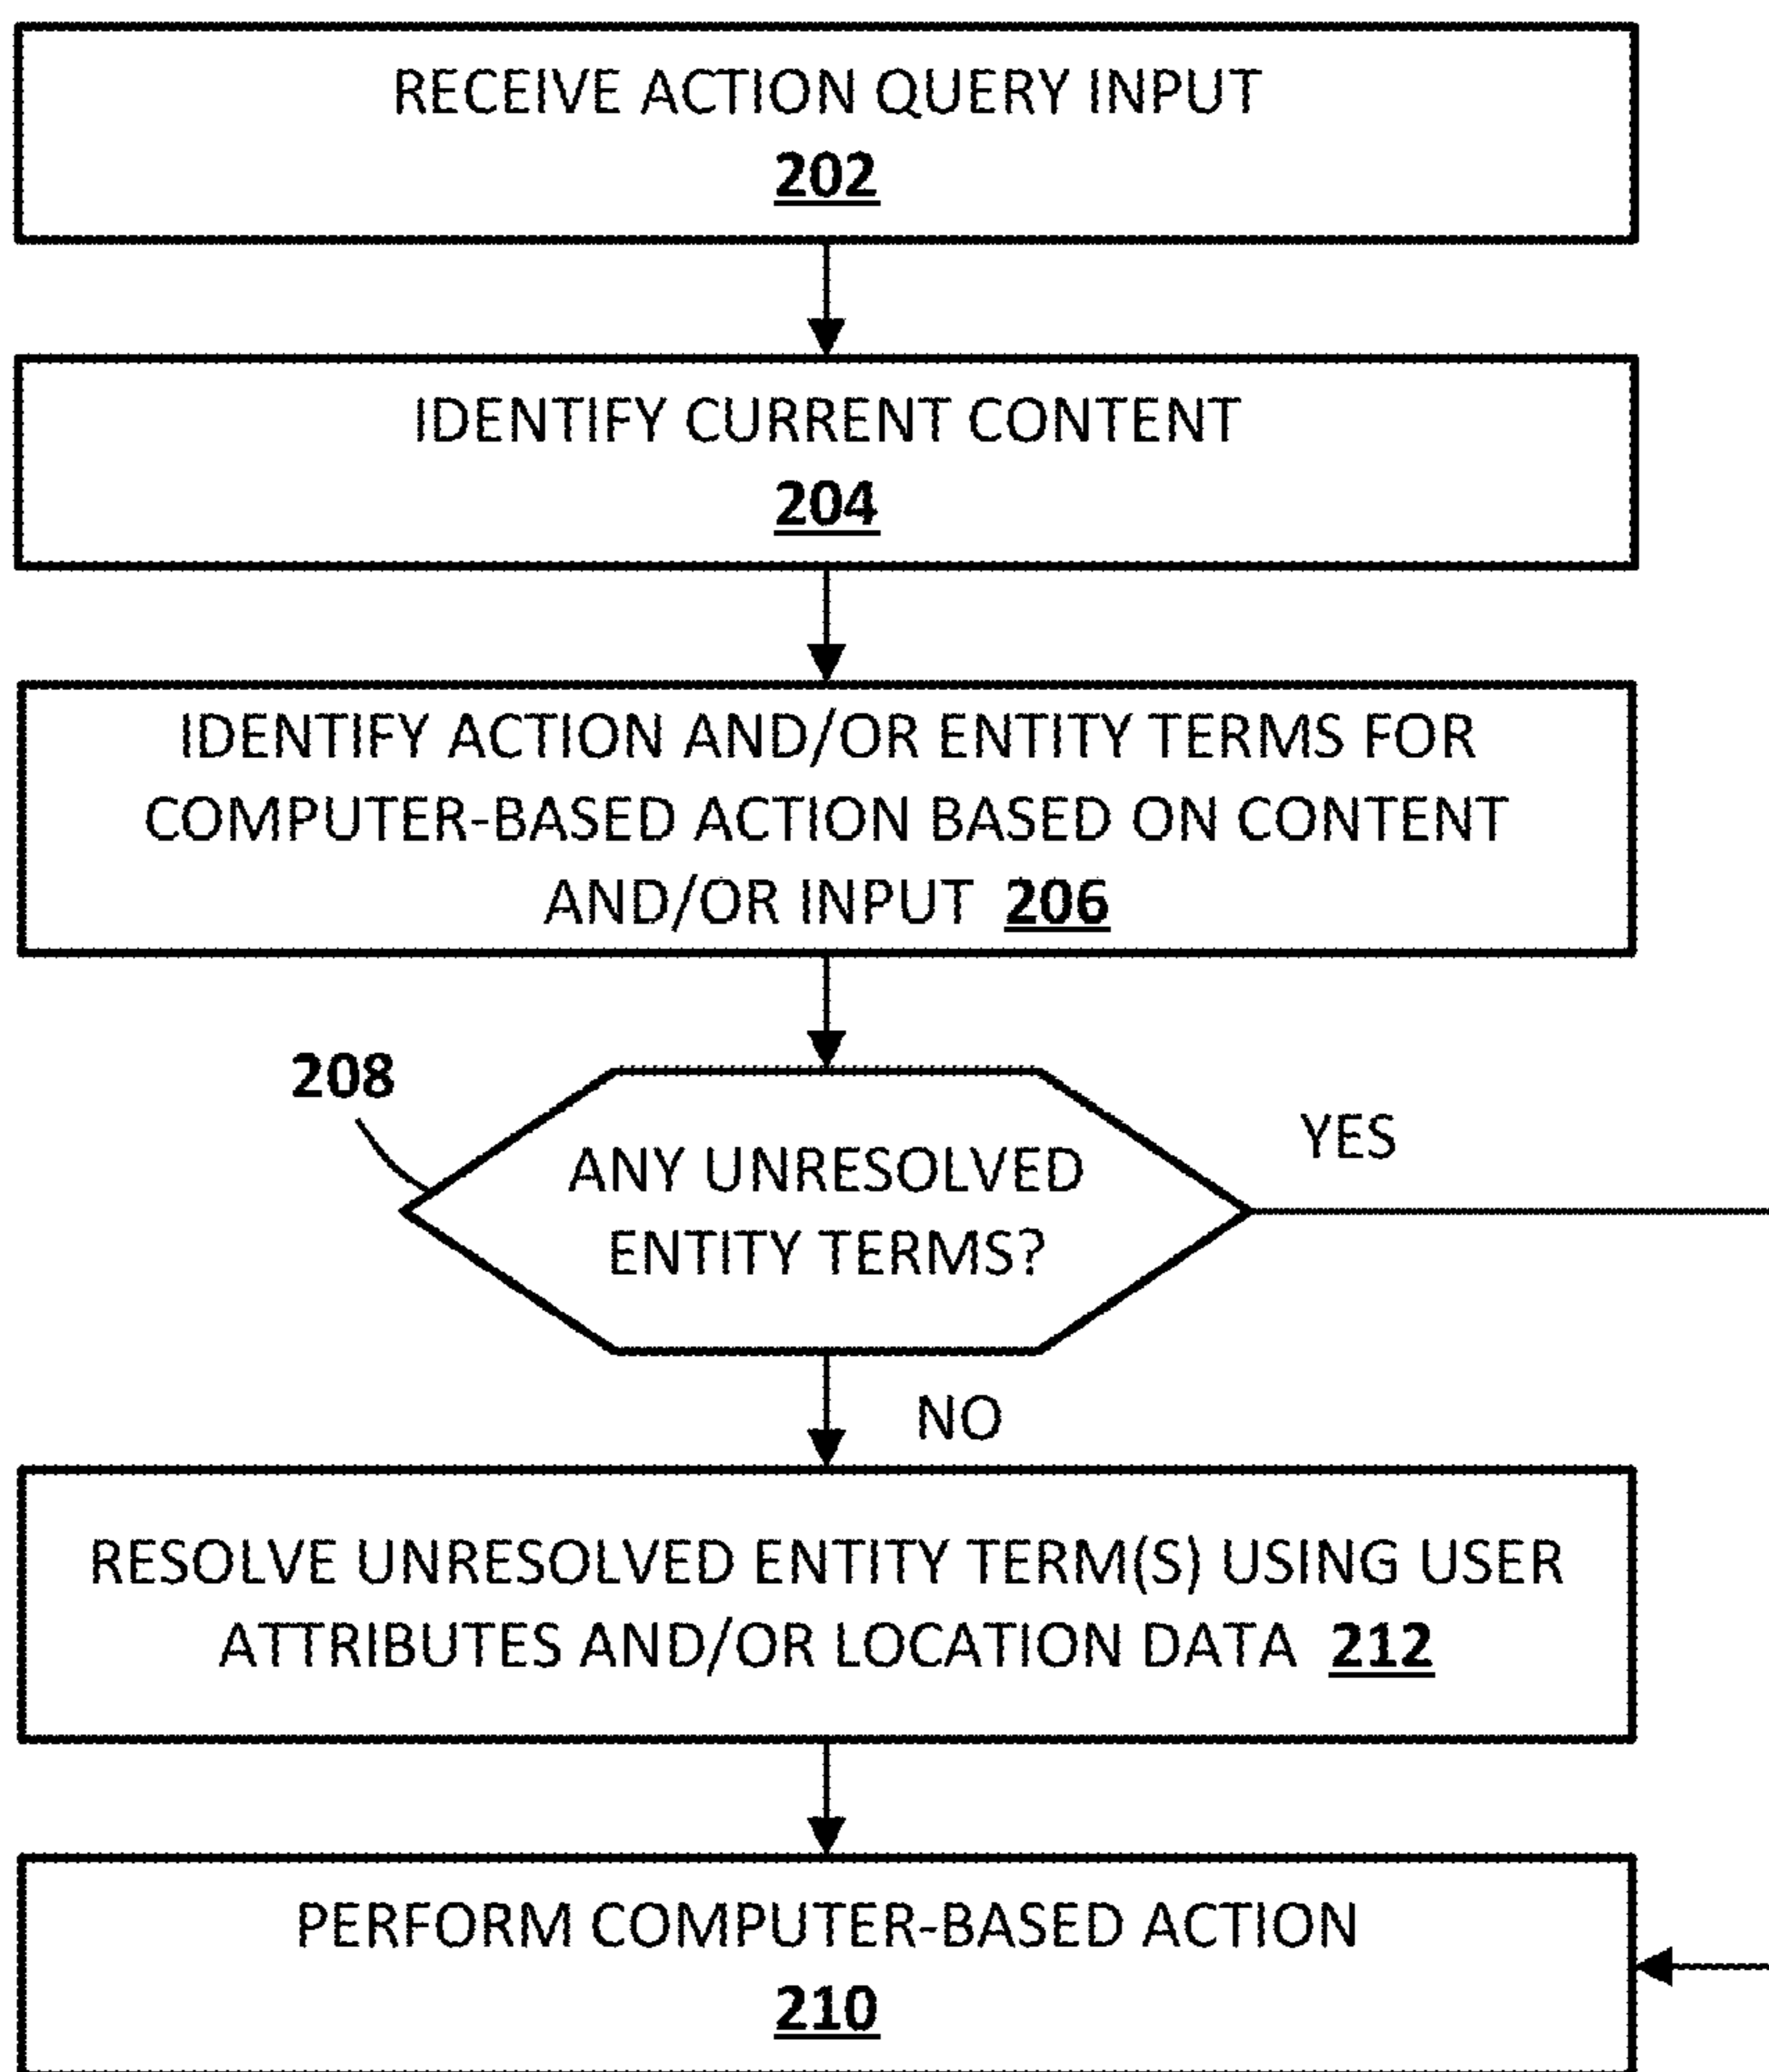 RECEIVE ACTION QUERY INPUT
202
IDENTIFY CURRENT CONTENT
204
IDENTIFY ACTION AND/OR ENTITY TERMS FOR
COMPUTER-BASED ACTION BASED ON CONTENT
AND/OR INPUT 206
208
ANY UNRESOLVED
ENTITY TERMS?
YES
NO
RESOLVE UNRESOLVED ENTITY TERM(S) USING USER
ATTRIBUTES AND/OR LOCATION DATA 212
PERFORM COMPUTER-BASED ACTION
210